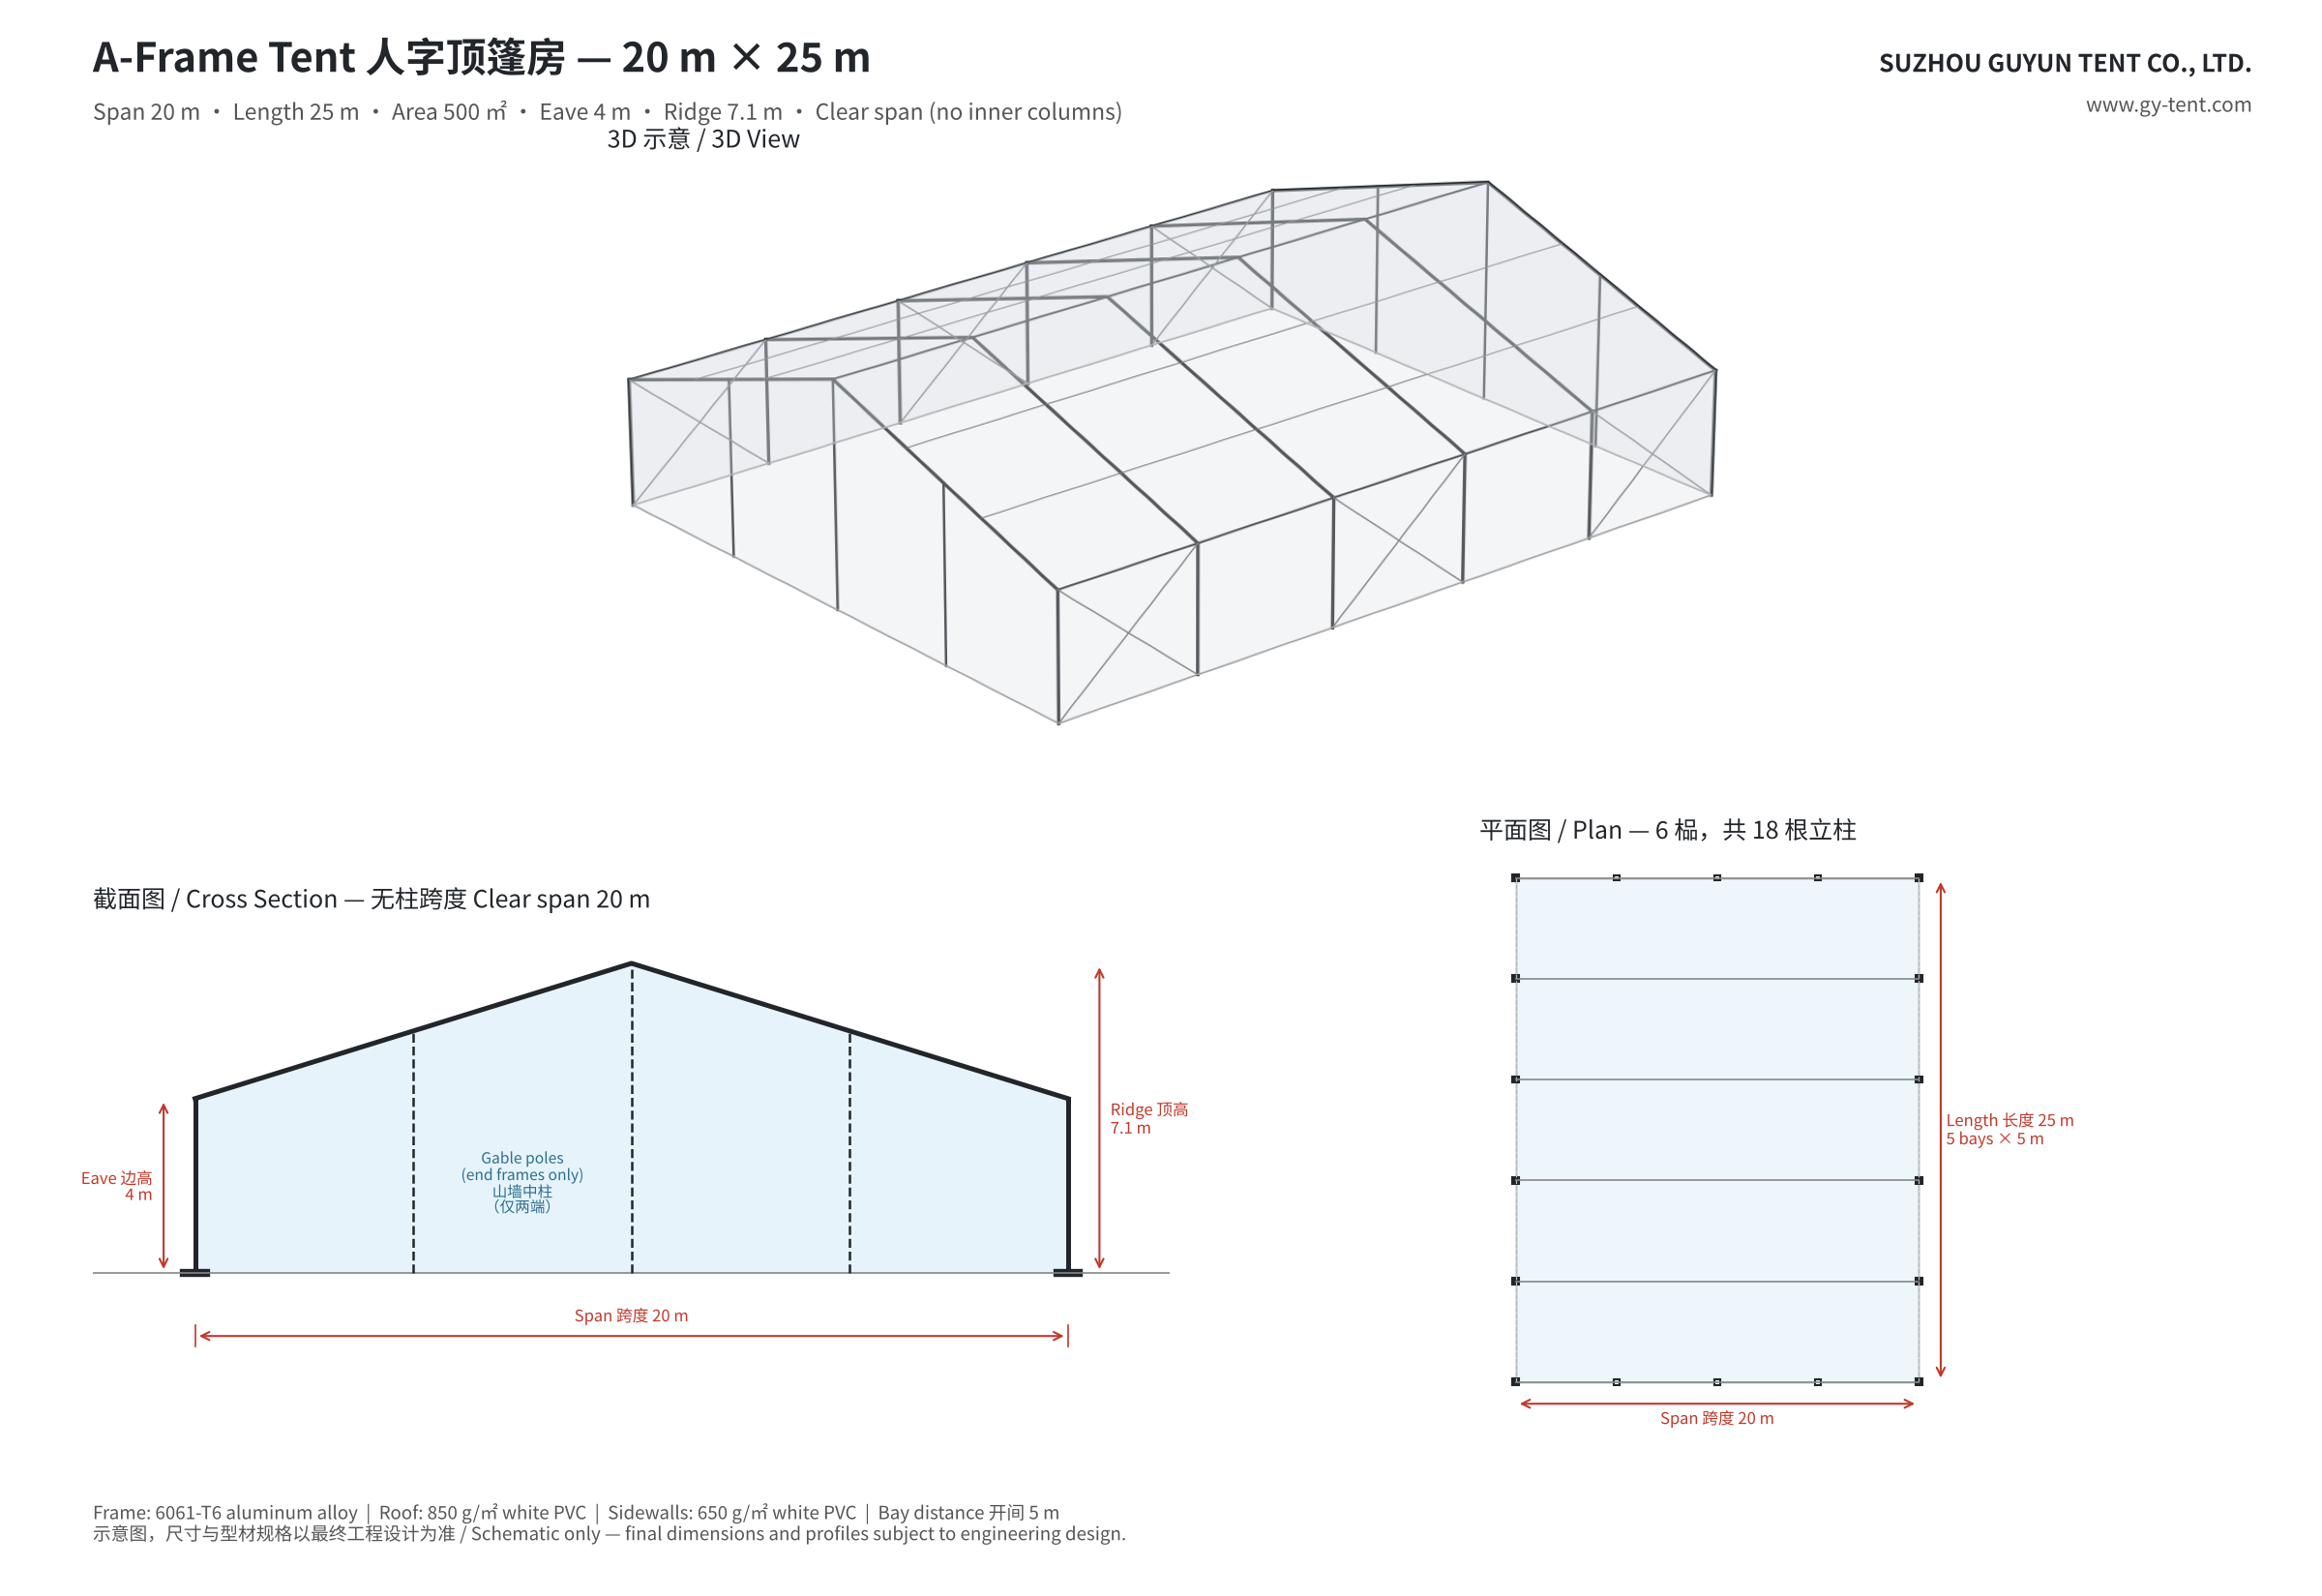 A-Frame Tent 人字顶篷房 — 20 m × 25 m
SUZHOU GUYUN TENT CO., LTD.
Span 20 m · Length 25 m · Area 500 ㎡ · Eave 4 m · Ridge 7.1 m · Clear span (no inner columns)
www.gy-tent.com
3D 示意 / 3D View
平面图 / Plan — 6 榀，共 18 根立柱
截面图 / Cross Section — 无柱跨度 Clear span 20 m
Ridge 顶高
7.1 m
Length 长度 25 m
5 bays × 5 m
Gable poles
(end frames only)
山墙中柱
（仅两端）
Eave 边高
4 m
Span 跨度 20 m
Span 跨度 20 m
Frame: 6061-T6 aluminum alloy | Roof: 850 g/㎡ white PVC | Sidewalls: 650 g/㎡ white PVC | Bay distance 开间 5 m
示意图，尺寸与型材规格以最终工程设计为准 / Schematic only — final dimensions and profiles subject to engineering design.